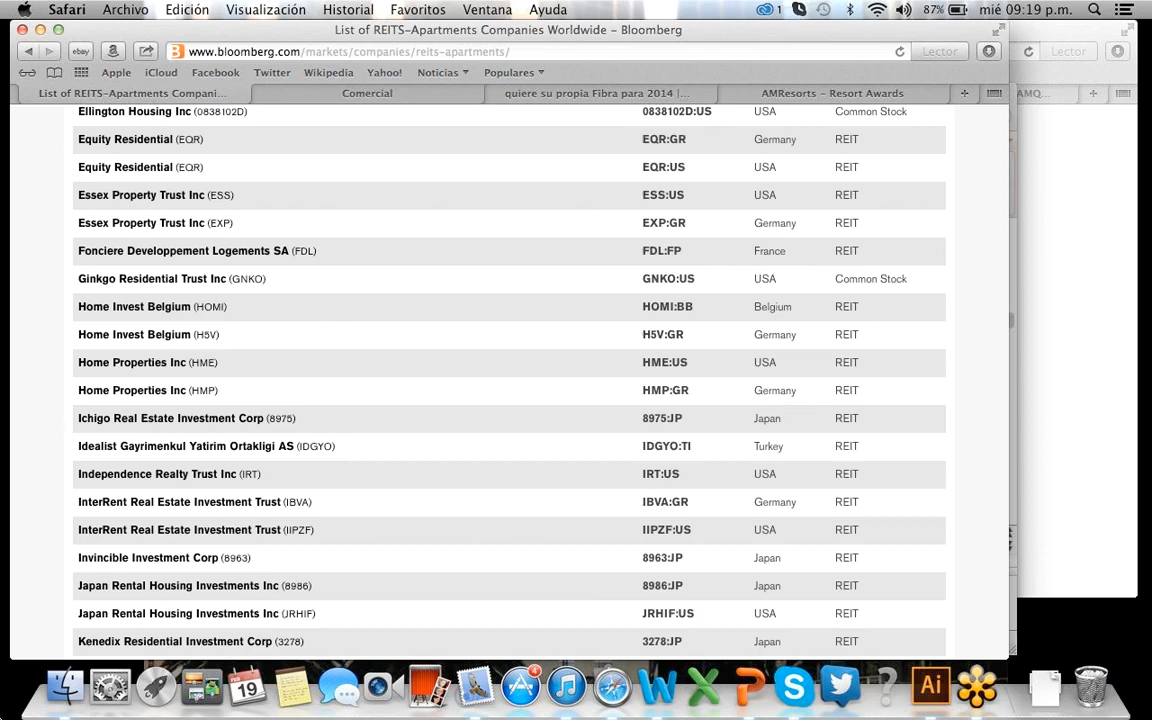 Safari Archivo Edición Visualización Historial Favoritos Ventana Ayuda 1 87% mié 09:19 p.m.
List of REITS-Apartments Companies Worldwide – Bloomberg
ebay www.bloomberg.com/markets/companies/reits-apartments/ Lector Lector
Apple iCloud Facebook Twitter Wikipedia Yahoo! Noticias Populares
List of REITS-Apartments Compani... Comercial quiere su propia Fibra para 2014 |... AMResorts – Resort Awards + AMQ... +
Ellington Housing Inc (0838102D) 0838102D:US USA Common Stock
Equity Residential (EQR) EQR:GR Germany REIT
Equity Residential (EQR) EQR:US USA REIT
Essex Property Trust Inc (ESS) ESS:US USA REIT
Essex Property Trust Inc (EXP) EXP:GR Germany REIT
Fonciere Developpement Logements SA (FDL) FDL:FP France REIT
Ginkgo Residential Trust Inc (GNKO) GNKO:US USA Common Stock
Home Invest Belgium (HOMI) HOMI:BB Belgium REIT
Home Invest Belgium (H5V) H5V:GR Germany REIT
Home Properties Inc (HME) HME:US USA REIT
Home Properties Inc (HMP) HMP:GR Germany REIT
Ichigo Real Estate Investment Corp (8975) 8975:JP Japan REIT
Idealist Gayrimenkul Yatirim Ortakligi AS (IDGYO) IDGYO:TI Turkey REIT
Independence Realty Trust Inc (IRT) IRT:US USA REIT
InterRent Real Estate Investment Trust (IBVA) IBVA:GR Germany REIT
InterRent Real Estate Investment Trust (IIPZF) IIPZF:US USA REIT
Invincible Investment Corp (8963) 8963:JP Japan REIT
Japan Rental Housing Investments Inc (8986) 8986:JP Japan REIT
Japan Rental Housing Investments Inc (JRHIF) JRHIF:US USA REIT
Kenedix Residential Investment Corp (3278) 3278:JP Japan REIT
19 4 W X P S ? Ai